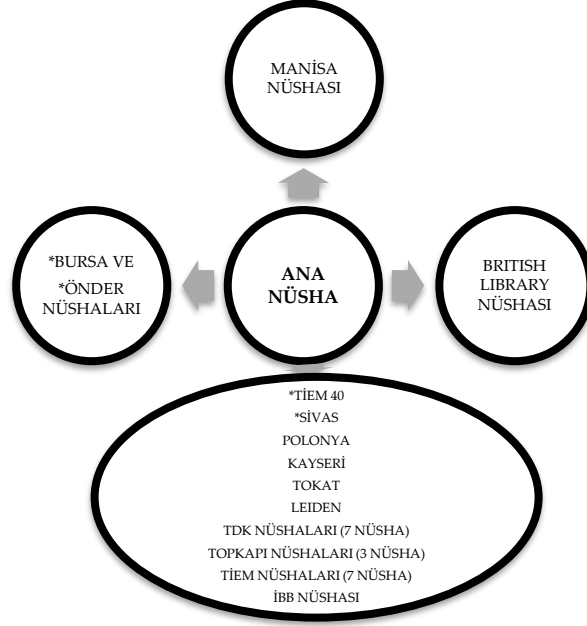 MANİSA
NÜSHASI
*BURSA VE
*ÖNDER
NÜSHALARI
ANA
NÜSHA
BRITISH
LIBRARY
NÜSHASI
*TİEM 40
*SİVAS
POLONYA
KAYSERİ
TOKAT
LEIDEN
TDK NÜSHALARI (7 NÜSHA)
TOPKAPI NÜSHALARI (3 NÜSHA)
TİEM NÜSHALARI (7 NÜSHA)
İBB NÜSHASI